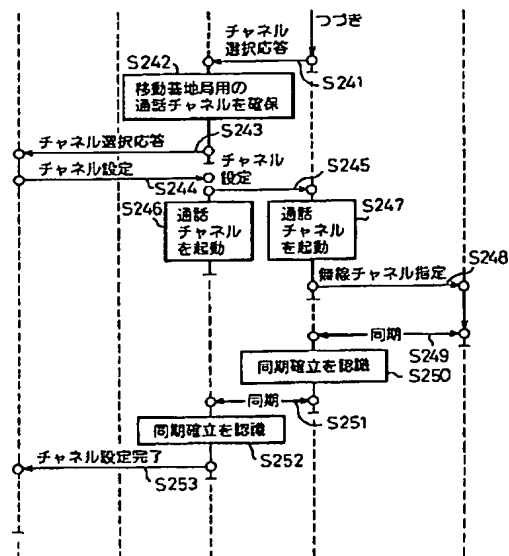 つづき
チャネル
選択応答
S241
S242
移動基地局用の
通話チャネルを確保
S243
チャネル選択応答
チャネル
設定
チャネル設定
S244
S245
S246
通話
チャネル
を起動
S247
通話
チャネル
を起動
S248
無線チャネル指定
同期
S249
同期確立を認識
S250
同期
S251
同期確立を認識
S252
チャネル設定完了
S253